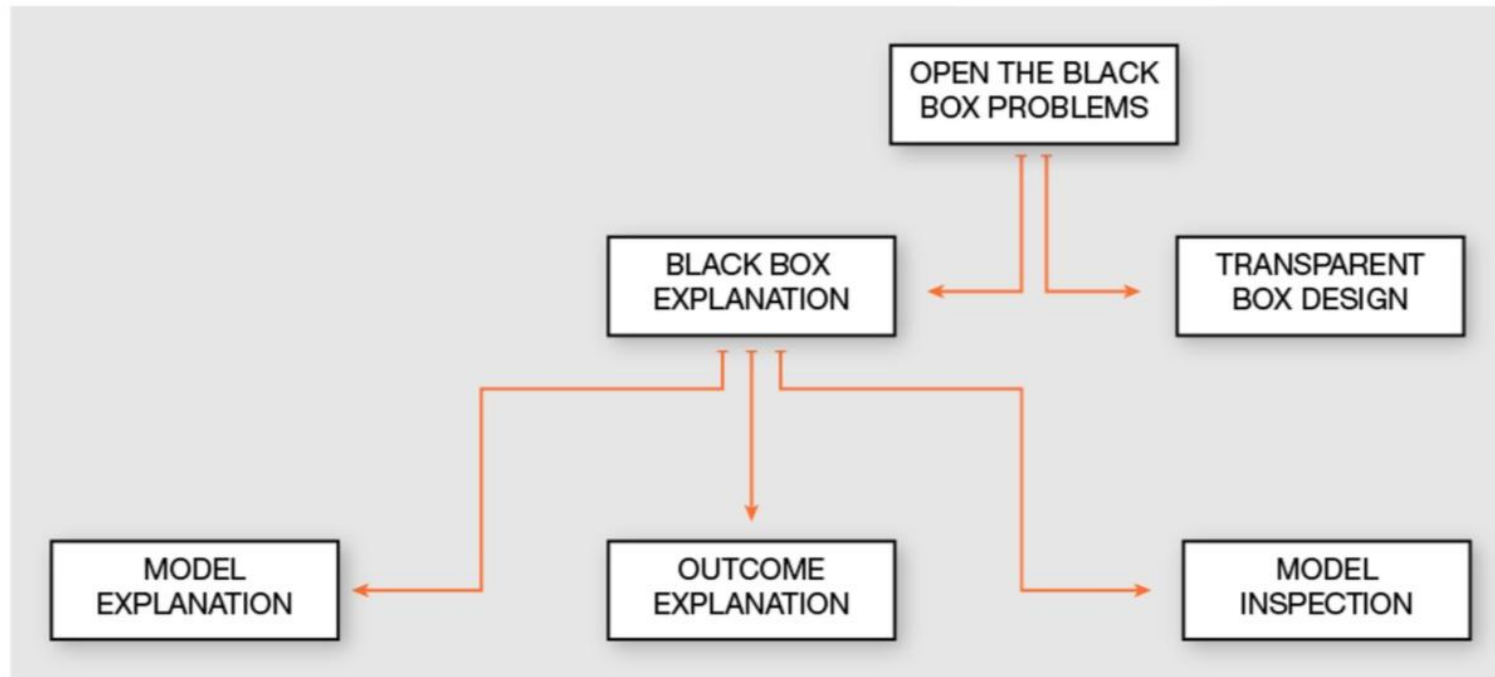 OPEN THE BLACK
BOX PROBLEMS
BLACK BOX
EXPLANATION
TRANSPARENT
BOX DESIGN
MODEL
EXPLANATION
OUTCOME
EXPLANATION
MODEL
INSPECTION